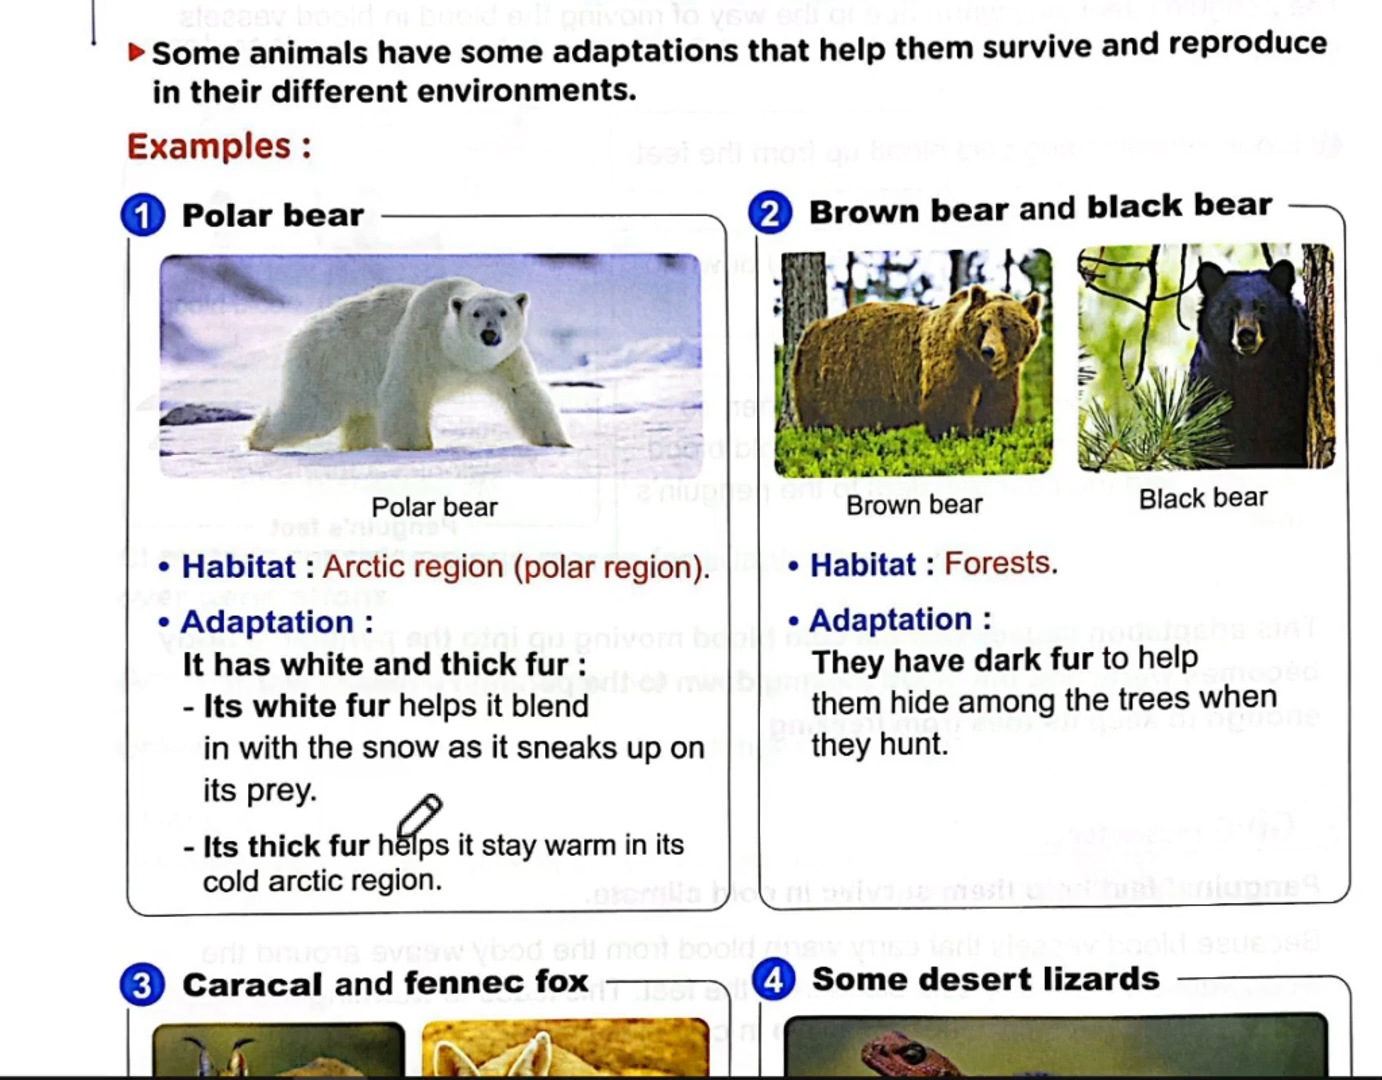 Some animals have some adaptations that help them survive and reproduce
in their different environments.
Examples :
1 Polar bear
Polar bear
• Habitat : Arctic region (polar region).
• Adaptation :
It has white and thick fur :
- Its white fur helps it blend
in with the snow as it sneaks up on
its prey.
- Its thick fur helps it stay warm in its
cold arctic region.
2 Brown bear and black bear
Brown bear
Black bear
• Habitat : Forests.
• Adaptation :
They have dark fur to help
them hide among the trees when
they hunt.
3 Caracal and fennec fox
4 Some desert lizards